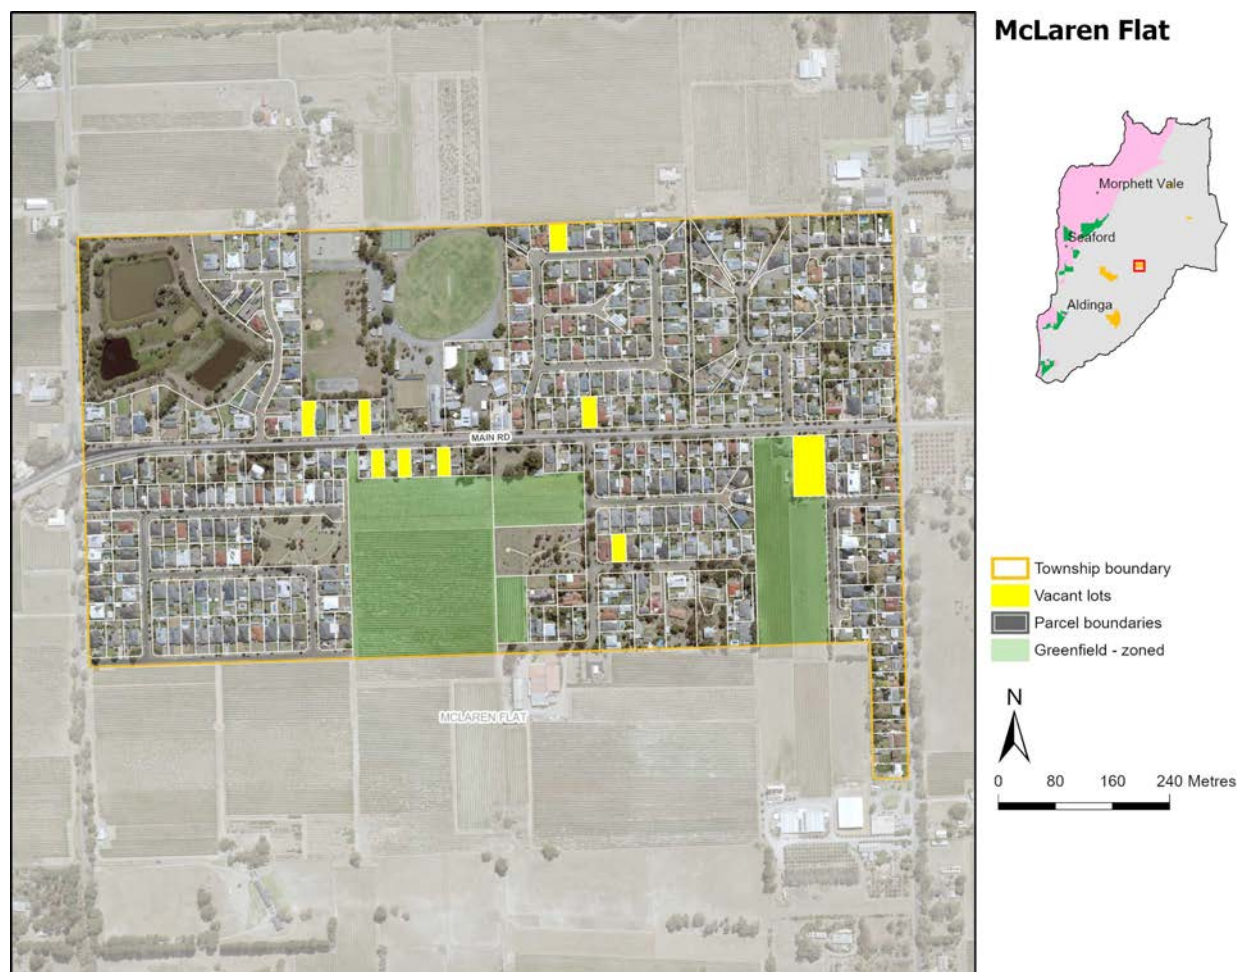 McLaren Flat
Morphett Vale
Seaford
Aldinga
MAIN RD
MCLAREN FLAT
Township boundary
Vacant lots
Parcel boundaries
Greenfield - zoned
N
0 80 160 240 Metres